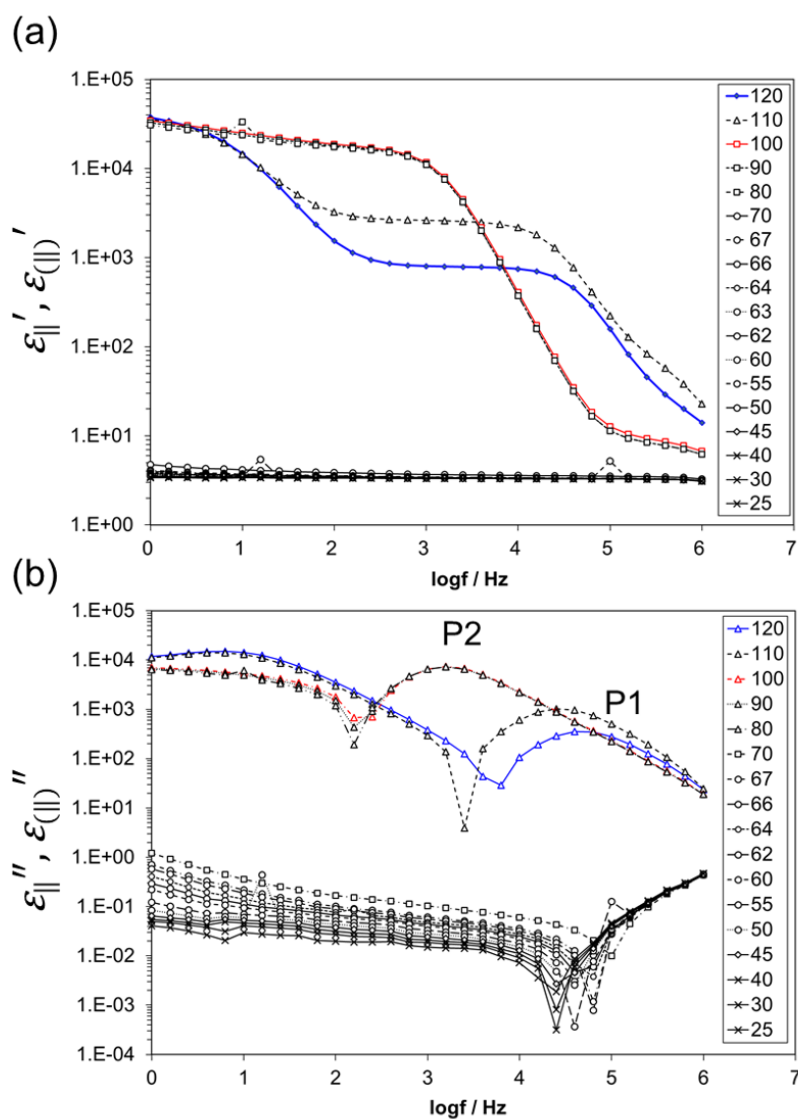 (a)
1.E+05
1.E+04
1.E+03
1.E+02
1.E+01
1.E+00
ε∥′, ε(∥)′
0 1 2 3 4 5 6 7
logf / Hz
120
110
100
90
80
70
67
66
64
63
62
60
55
50
45
40
30
25
(b)
1.E+05
1.E+04
1.E+03
1.E+02
1.E+01
1.E+00
1.E-01
1.E-02
1.E-03
1.E-04
ε∥″, ε(∥)″
P2
P1
0 1 2 3 4 5 6 7
logf / Hz
120
110
100
90
80
70
67
66
64
62
60
55
50
45
40
30
25